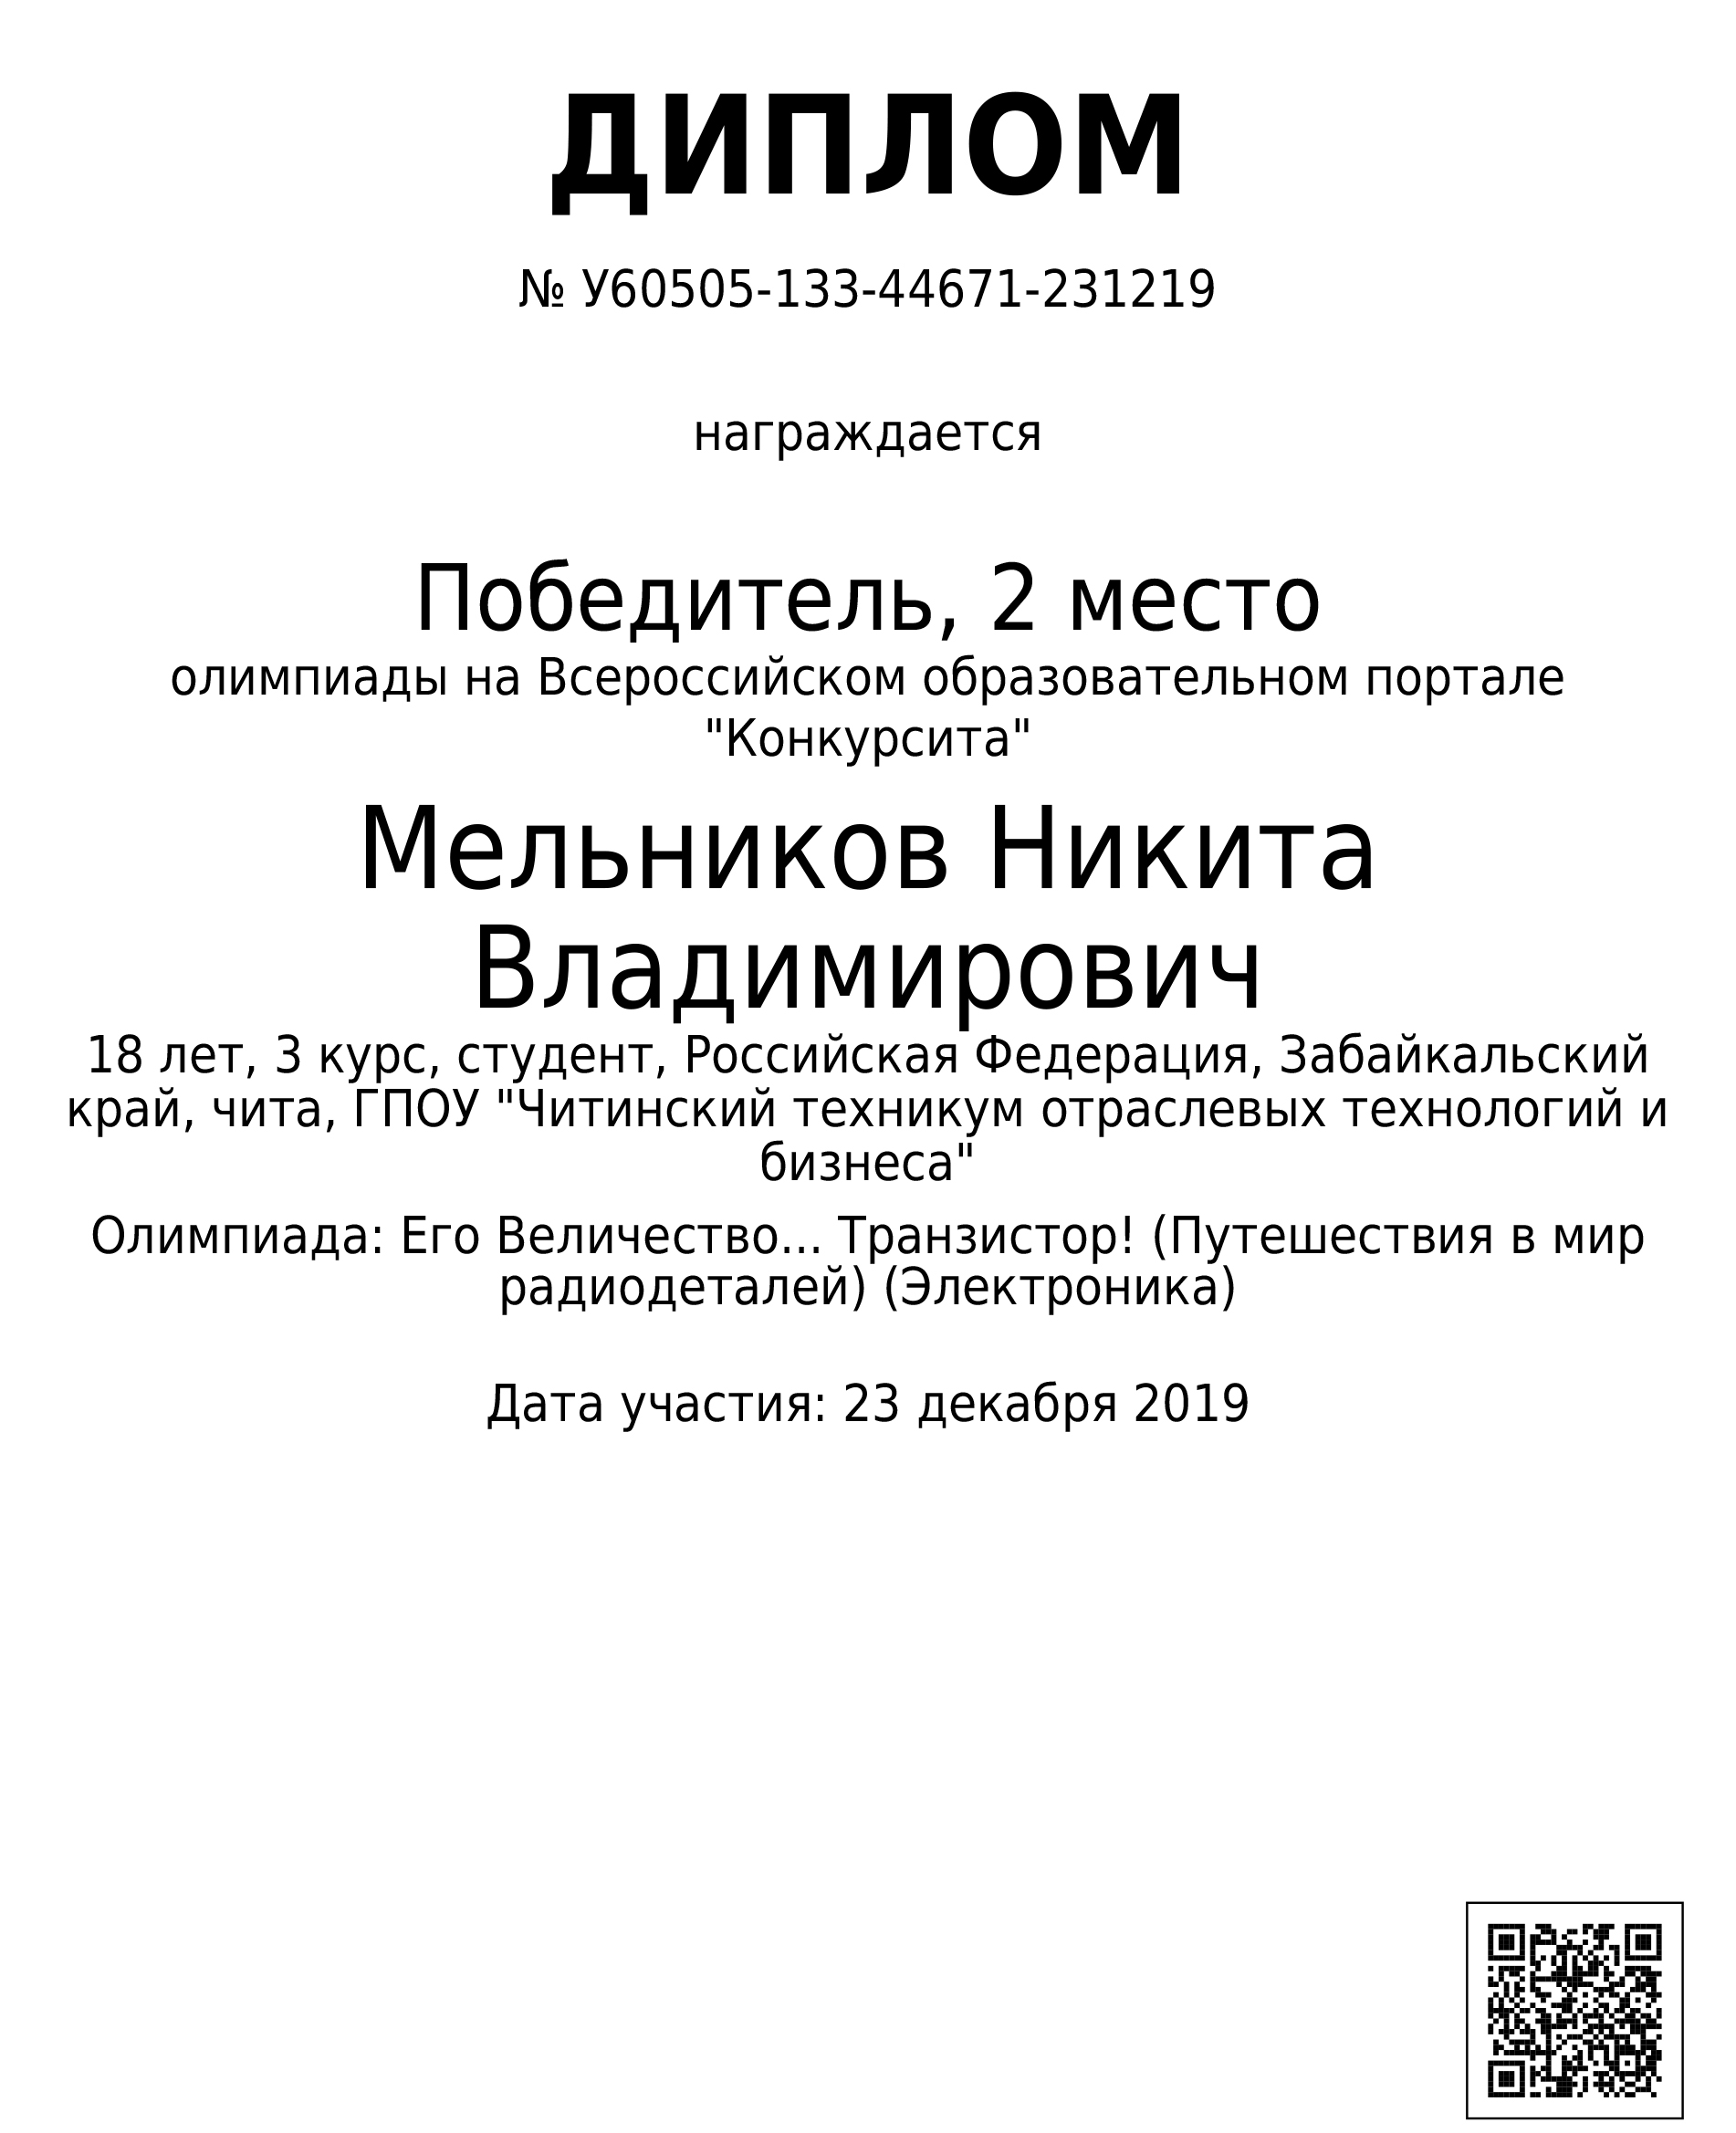 ДИПЛОМ
№ У60505-133-44671-231219
награждается
Победитель, 2 место
олимпиады на Всероссийском образовательном портале
"Конкурсита"
Мельников Никита
Владимирович
18 лет, 3 курс, студент, Российская Федерация, Забайкальский
край, чита, ГПОУ "Читинский техникум отраслевых технологий и
бизнеса"
Олимпиада: Его Величество... Транзистор! (Путешествия в мир
радиодеталей) (Электроника)
Дата участия: 23 декабря 2019